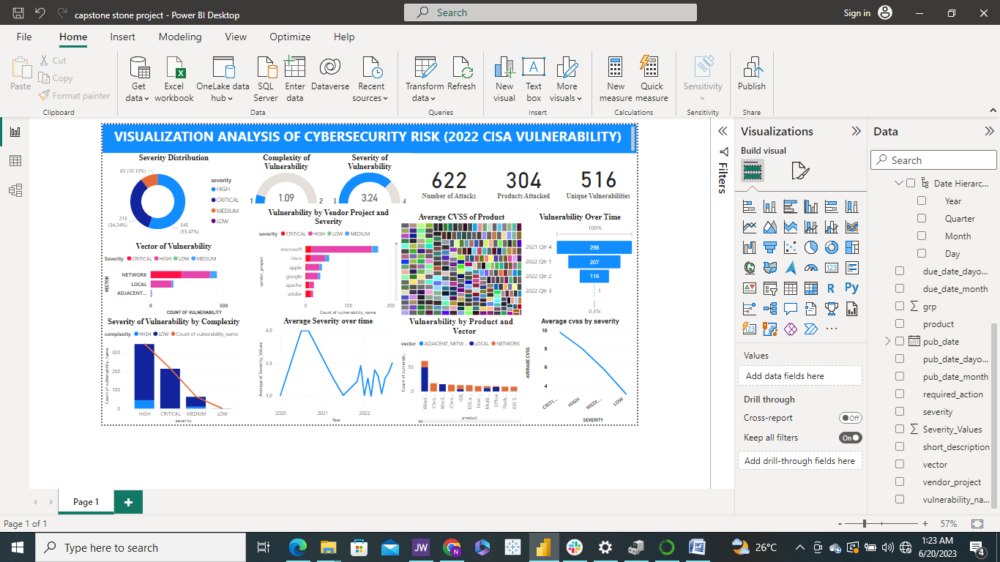 capstone stone project - Power BI Desktop
Search
Sign in
File
Home
Insert
Modeling
View
Optimize
Help
Paste
Cut
Copy
Format painter
Get data
Excel workbook
OneLake data hub
SQL Server
Enter data
Dataverse
Recent sources
Transform data
Refresh
New visual
Text box
More visuals
New measure
Quick measure
Sensitivity
Publish
Clipboard
Data
Queries
Insert
Calculations
Sensitivity
Share
VISUALIZATION ANALYSIS OF CYBERSECURITY RISK (2022 CISA VULNERABILITY)
Severity Distribution
63 (10.13%)
213
(34.24%)
345
(55.47%)
severity
HIGH
CRITICAL
MEDIUM
LOW
Complexity of
Vulnerability
1
1.09
2
Severity of
Vulnerability
1
3.24
4
622
Number of Attacks
304
Products Attacked
516
Unique Vulnerabilities
Vector of Vulnerability
Severity CRITICAL HIGH LOW MEDIUM
VECTOR
NETWORK
LOCAL
ADJACENT...
0
500
COUNT OF VULNERABILITY
Vulnerability by Vendor Project and
Severity
severity CRITICAL HIGH LOW MEDIUM
vendor_project
microsoft
cisco
apple
google
apache
adobe
0
100
200
Count of vulnerability_name
Average CVSS of Product
Vulnerability Over Time
100%
2021 Qtr 4
298
2022 Qtr 1
207
2022 Qtr 2
116
2022 Qtr 3
1
0.3%
Severity of Vulnerability by Complexity
complexity HIGH LOW Count of vulnerability_name
Count of vulnerability_name
300
200
100
0
HIGH
CRITICAL
MEDIUM
LOW
severity
Average Severity over time
Average of Severity_Values
4.0
3.5
3.0
2020
2021
2022
Year
Vulnerability by Product and
Vector
vector ADJACENT_NETW... LOCAL NETWORK
Count of vulnerab...
50
0
Wind...
Chro...
Win3...
Chro...
iOS
iOS a...
Inter...
Multi...
Office
Flash...
iOS S...
product
Average cvss by severity
AVERAGE CVSS
10
8
6
4
CRITI...
HIGH
MEDI...
LOW
SEVERITY
Filters
Visualizations
Build visual
R
Py
123
Values
Add data fields here
Drill through
Cross-report
Off
Keep all filters
On
Add drill-through fields here
Data
Search
Date Hierarc...
Year
Quarter
Month
Day
due_date_dayo...
due_date_month
grp
product
pub_date
pub_date_dayo...
pub_date_month
required_action
severity
Severity_Values
short_description
vector
vendor_project
vulnerability_na...
Page 1
Page 1 of 1
57%
Type here to search
JW
N
26°C
1:23 AM
6/20/2023
4